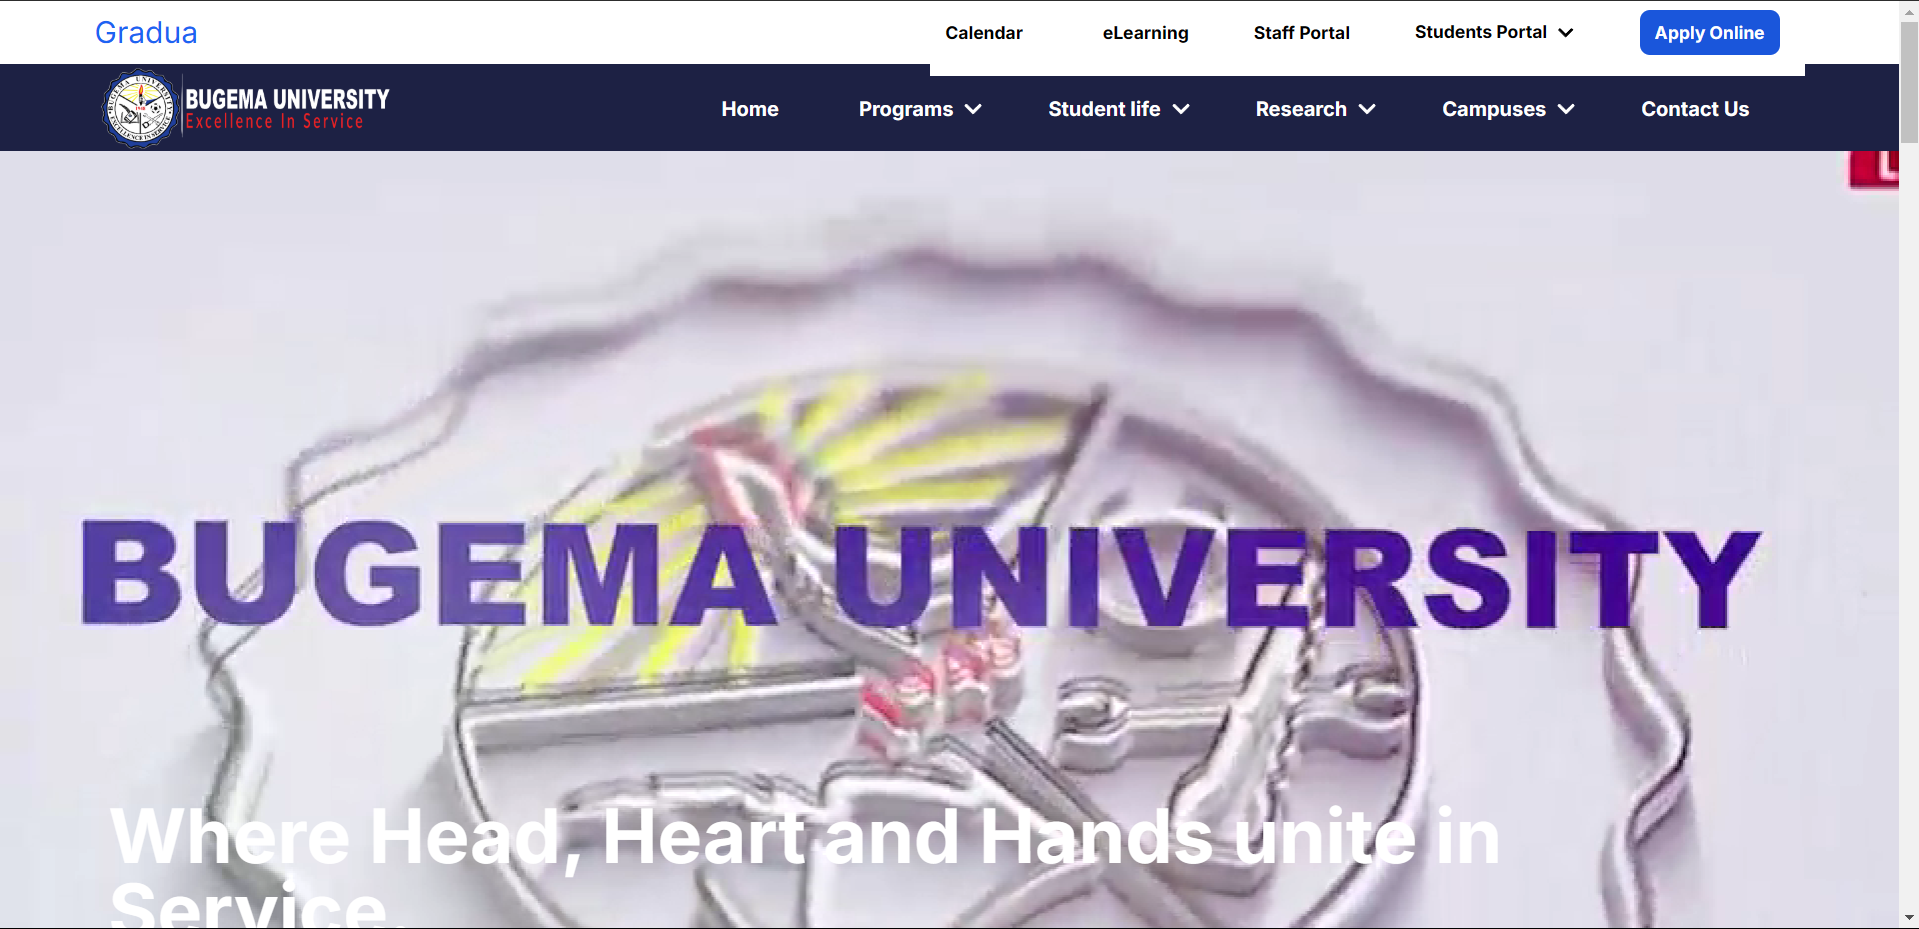 Gradua
Calendar eLearning Staff Portal Students Portal Apply Online
BUGEMA UNIVERSITY
Excellence In Service
Home Programs Student life Research Campuses Contact Us
BUGEMA UNIVERSITY
Where Head, Heart and Hands unite in
Service.